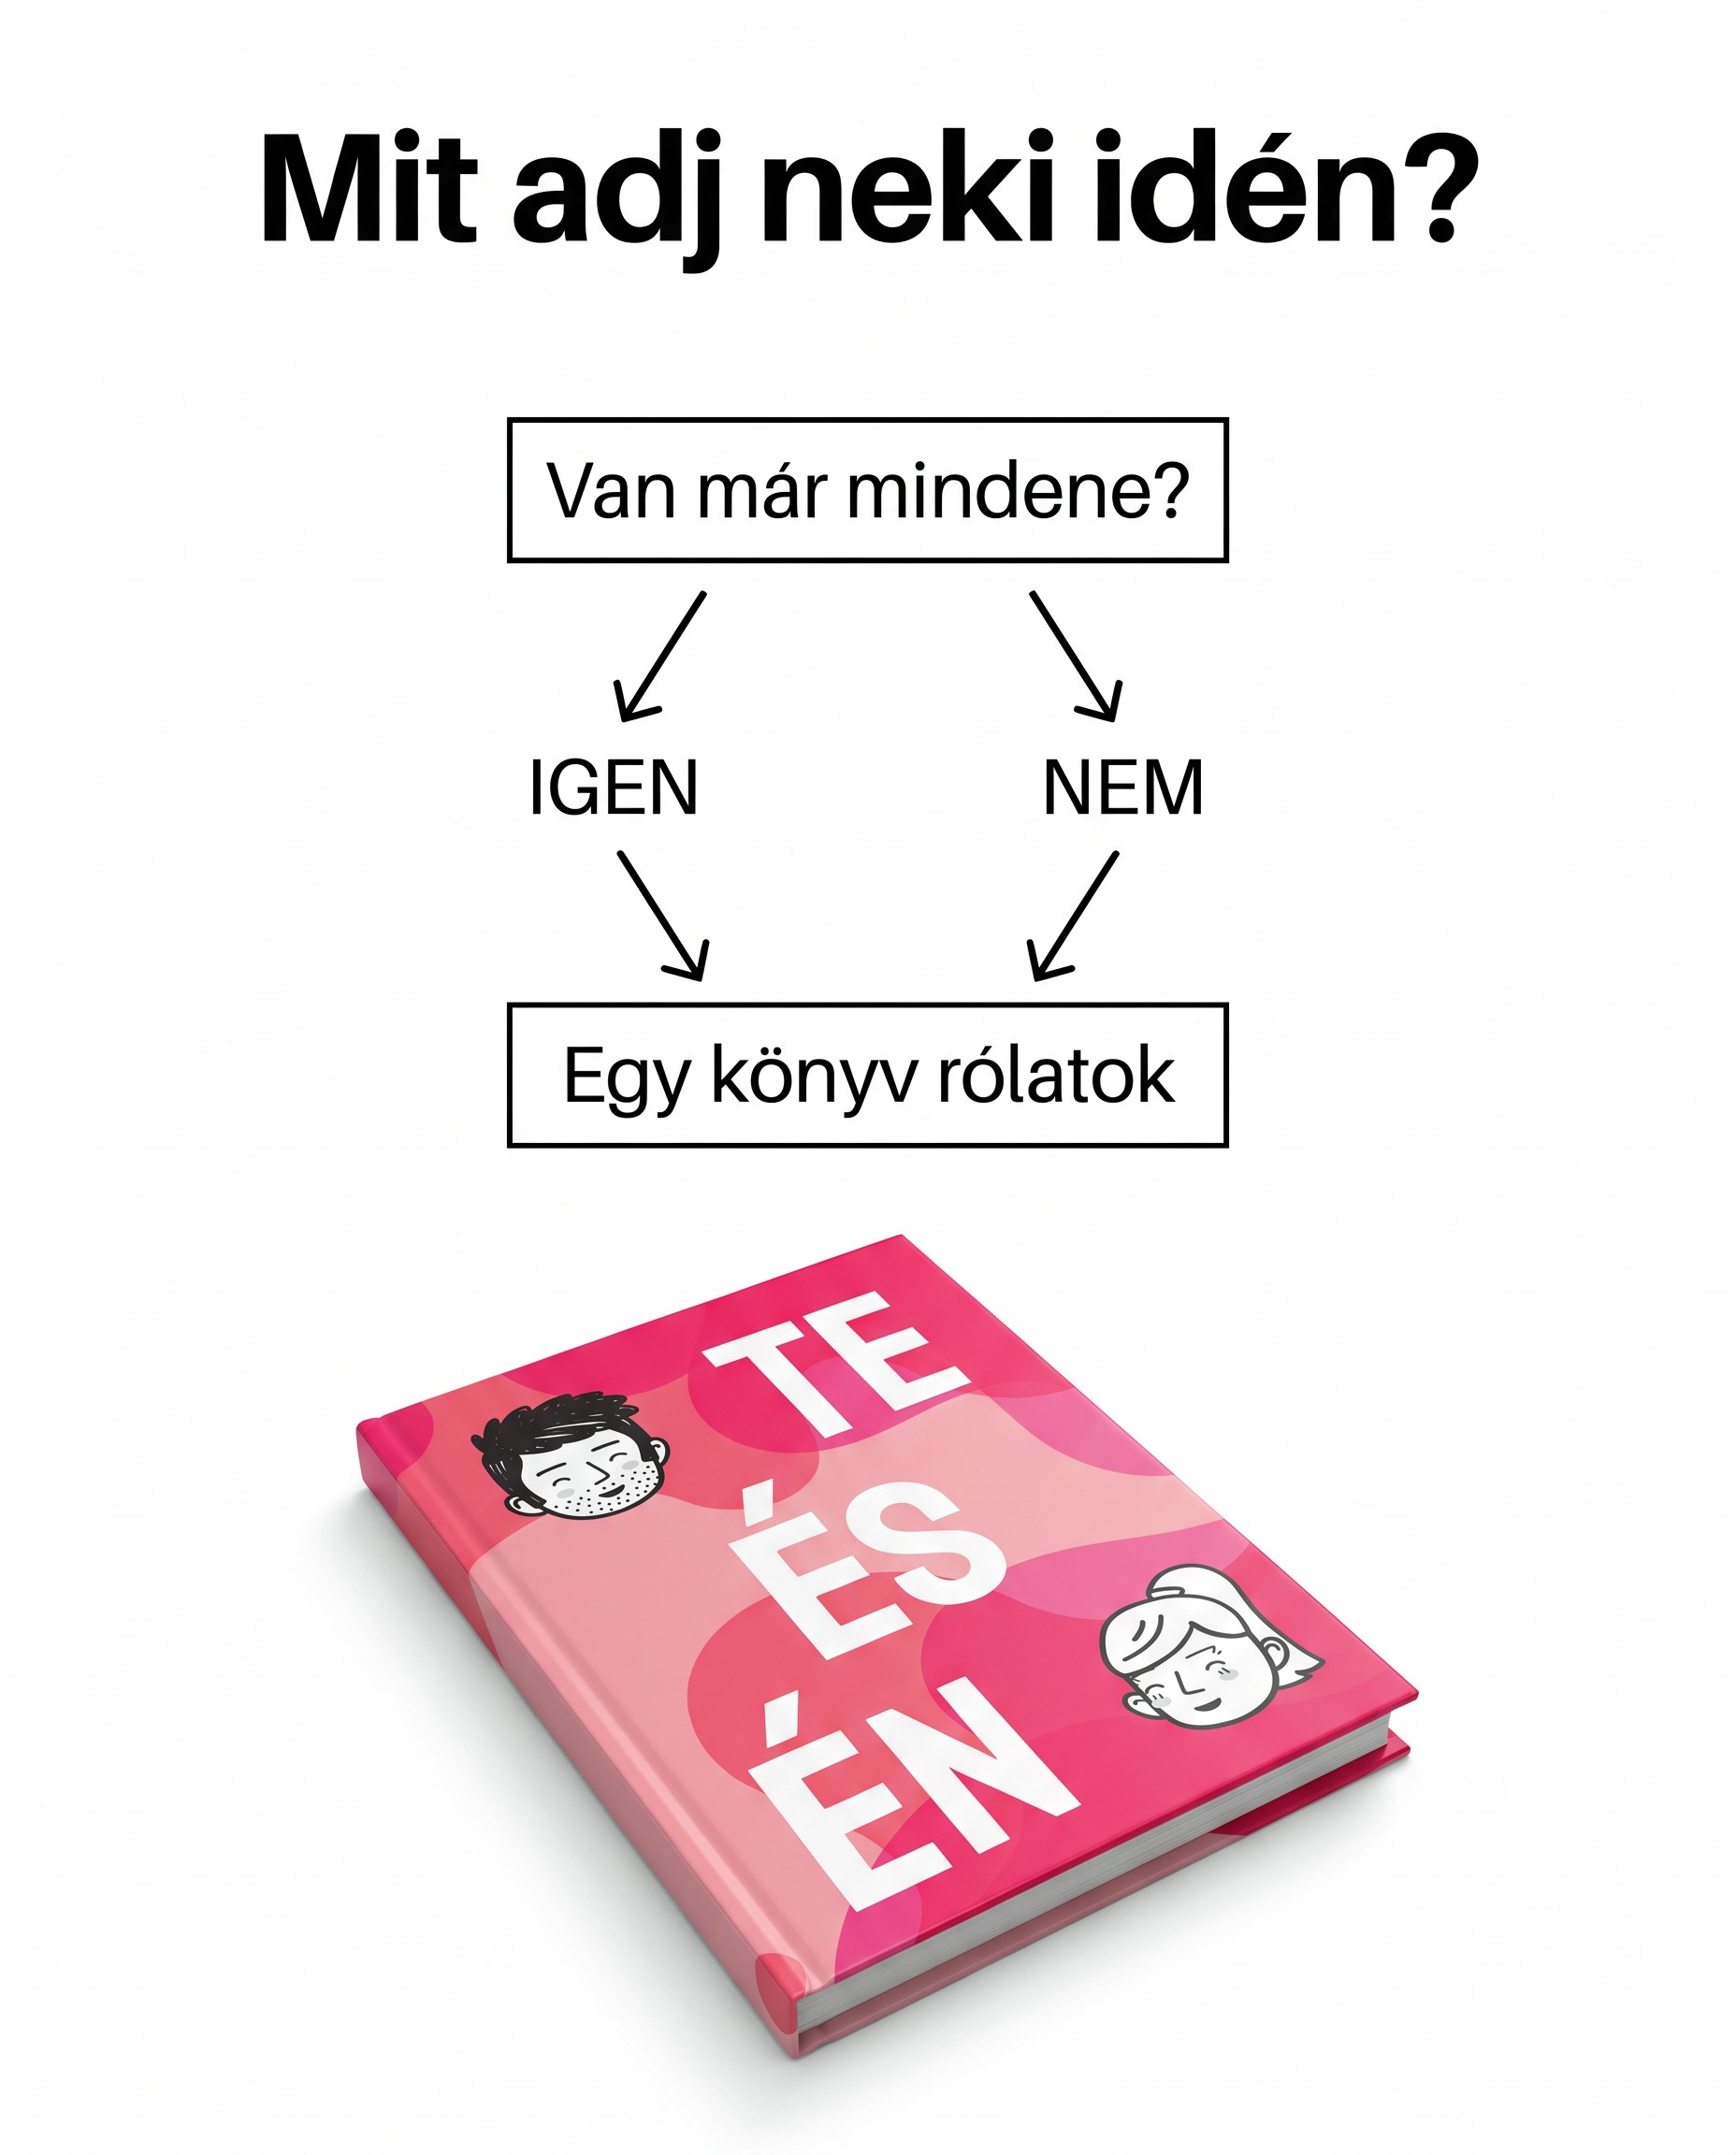 Mit adj neki idén?
Van már mindene?
IGEN
NEM
Egy könyv rólatok
TE
ÉS
ÉN